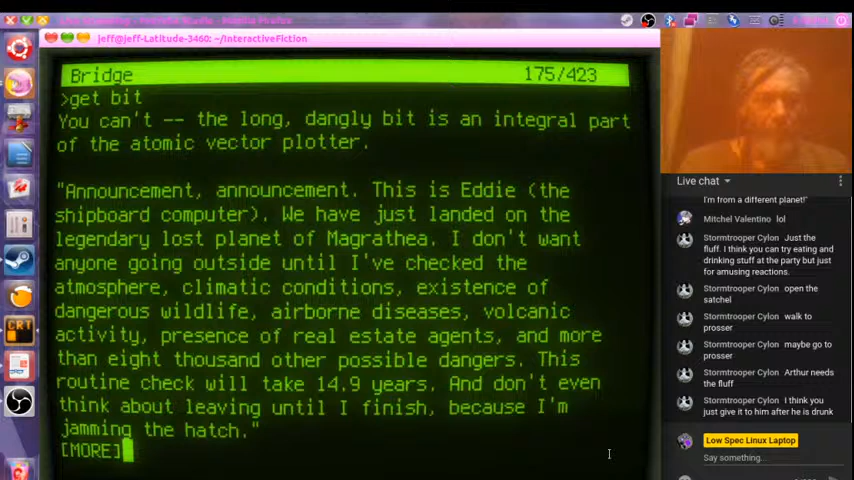 jeff@jeff-Latitude-3460: ~/InteractiveFiction
Bridge 175/423
>get bit
You can't -- the long, dangly bit is an integral part
of the atomic vector plotter.
"Announcement, announcement. This is Eddie (the
shipboard computer). We have just landed on the
legendary lost planet of Magrathea. I don't want
anyone going outside until I've checked the
atmosphere, climatic conditions, existence of
dangerous wildlife, airborne diseases, volcanic
activity, presence of real estate agents, and more
than eight thousand other possible dangers. This
routine check will take 14.9 years. And don't even
think about leaving until I finish, because I'm
jamming the hatch."
[MORE]
CRT
Live chat
I'm from a different planet!"
Mitchel Valentino lol
Stormtrooper Cylon Just the
fluff. I think you can try eating and
drinking stuff at the party but just
for amusing reactions.
Stormtrooper Cylon open the
satchel
Stormtrooper Cylon walk to
prosser
Stormtrooper Cylon maybe go to
prosser
Stormtrooper Cylon Arthur needs
the fluff
Stormtrooper Cylon I think you
just give it to him after he is drunk
Low Spec Linux Laptop
Say something...